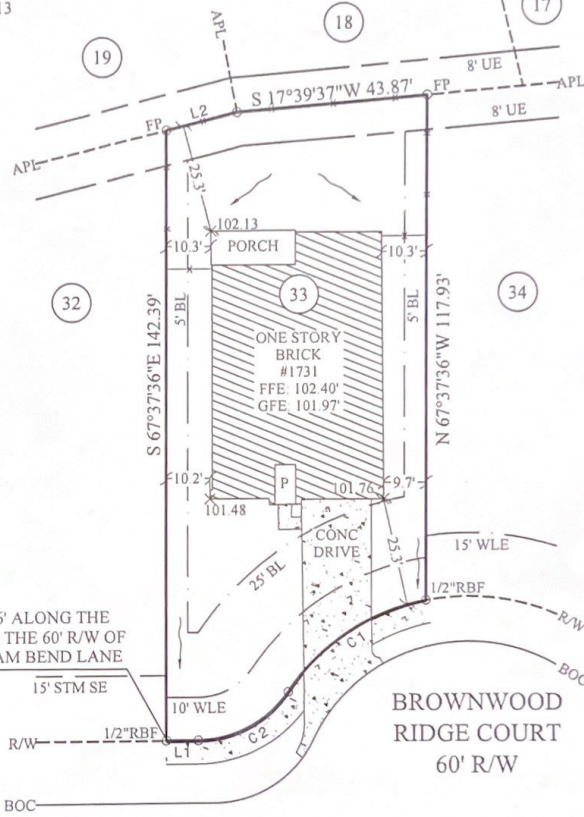 13
18
17
19
APL
8' UE
S 17°39'37"W 43.87'
FP
APL
L2
FP
8' UE
APL
25.3'
102.13
10.3'
PORCH
10.3'
32
33
34
5' BL
5' BL
S 67°37'36"E 142.39'
N 67°37'36"W 117.93'
ONE STORY
BRICK
#1731
FFE: 102.40'
GFE: 101.97'
10.2'
P
101.76
9.7'
101.48
CONC
DRIVE
25.3'
15' WLE
25' BL
1/2"RBF
5' ALONG THE
THE 60' R/W OF
AM BEND LANE
R/W
C1
15' STM SE
BOC
10' WLE
BROWNWOOD
RIDGE COURT
60' R/W
R/W
1/2"RBF
L1
C2
BOC